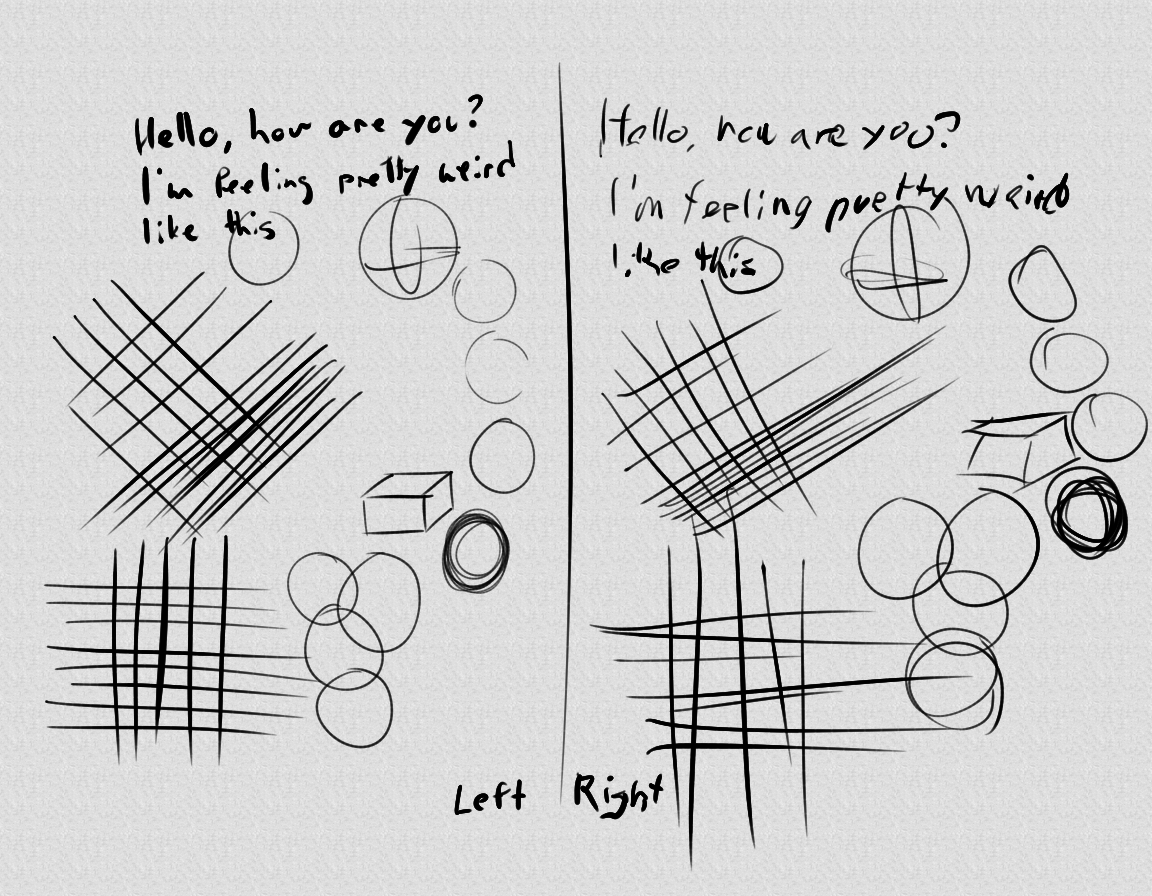 Hello, how are you?
I'm feeling pretty weird
like this
Hello, how are you?
I'm feeling pretty weird
like this
Left
Right